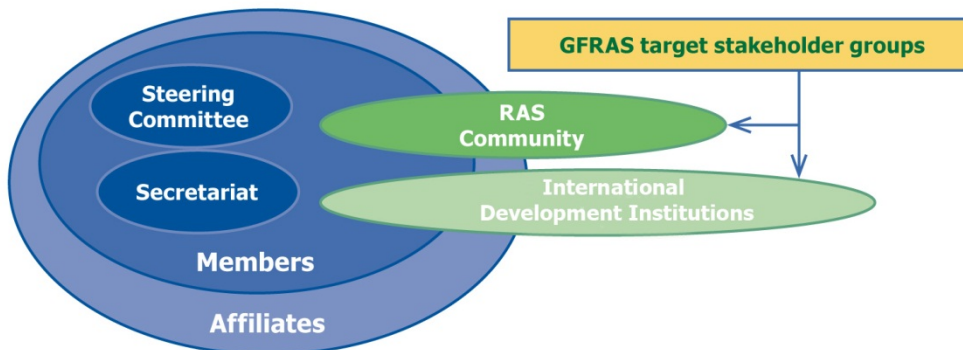 GFRAS target stakeholder groups
Steering
Committee
RAS
Community
Secretariat
International
Development Institutions
Members
Affiliates